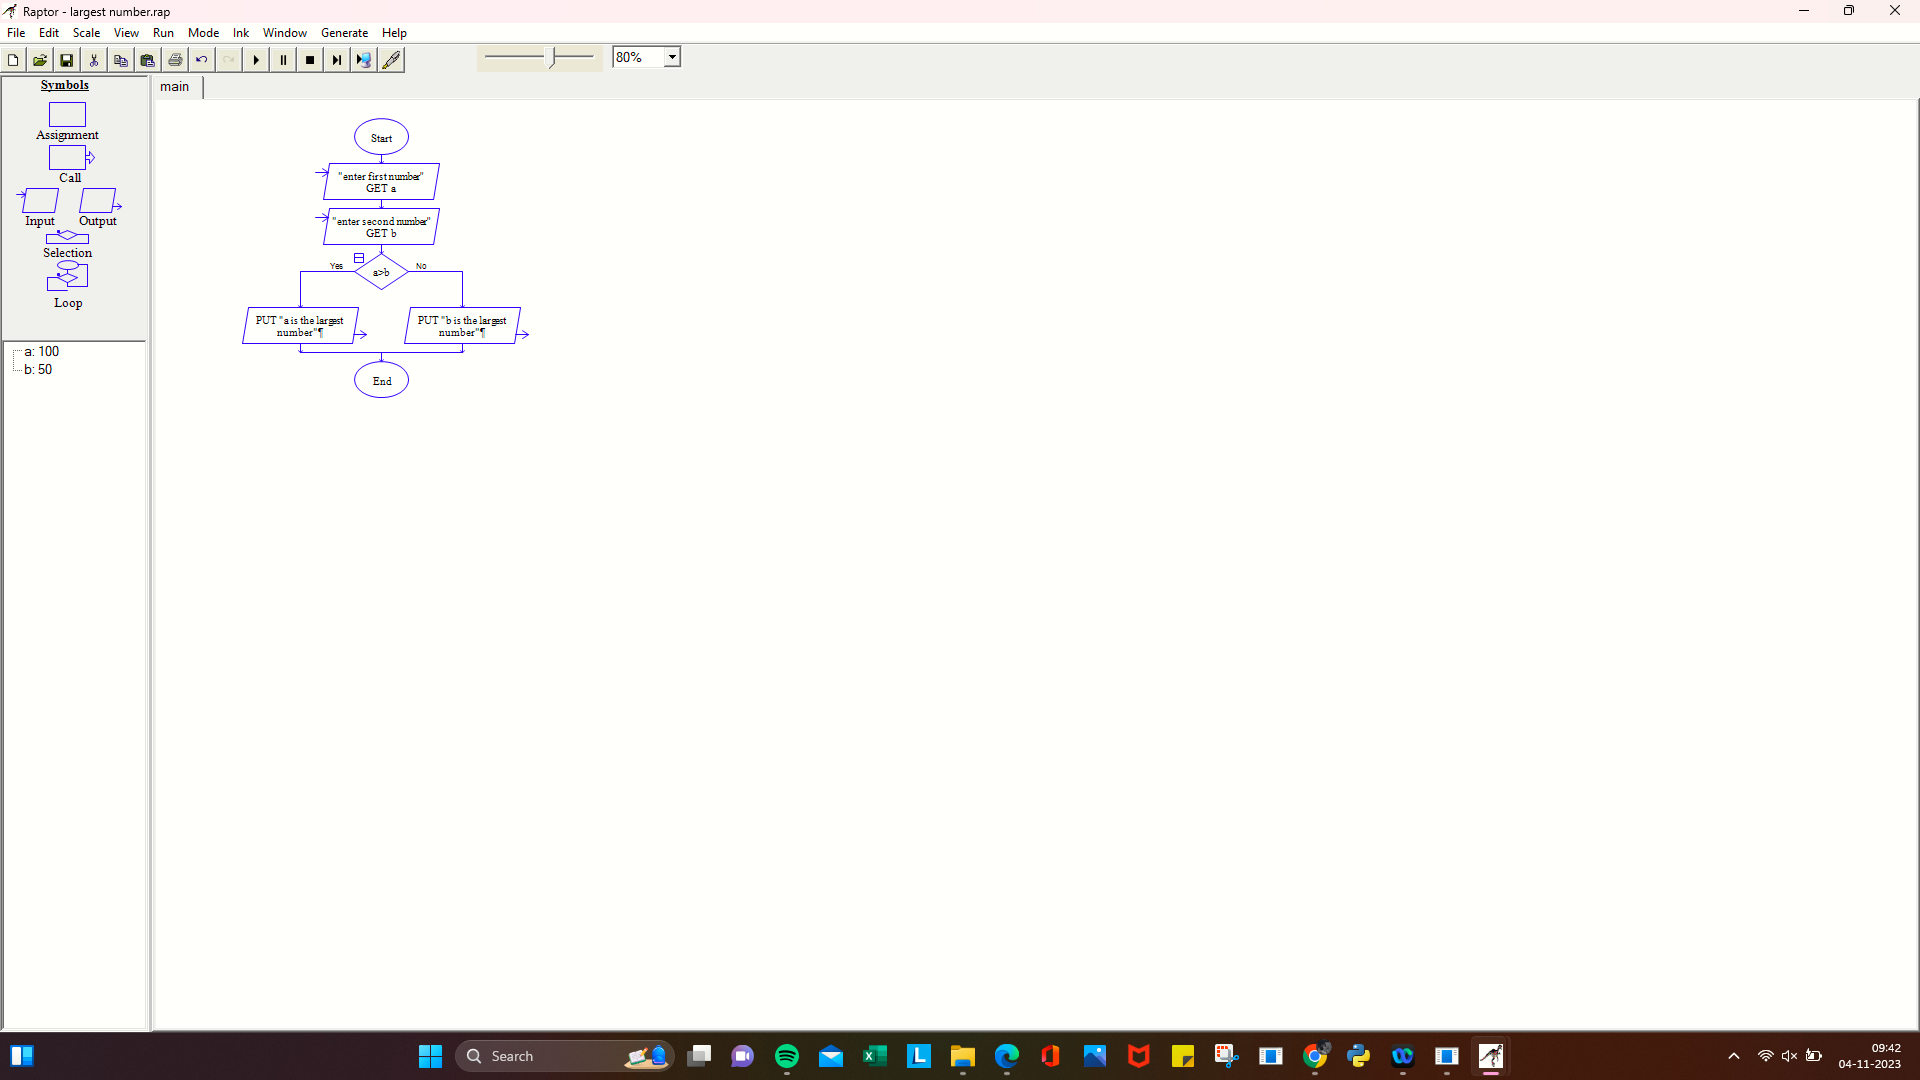 Raptor - largest number.rap
File Edit Scale View Run Mode Ink Window Generate Help
80%
Symbols
Assignment
Call
Input Output
Selection
Loop
a: 100
b: 50
main
Start
"enter first number"
GET a
"enter second number"
GET b
Yes a>b No
PUT "a is the largest
number"¶
PUT "b is the largest
number"¶
End
Search
09:42
04-11-2023